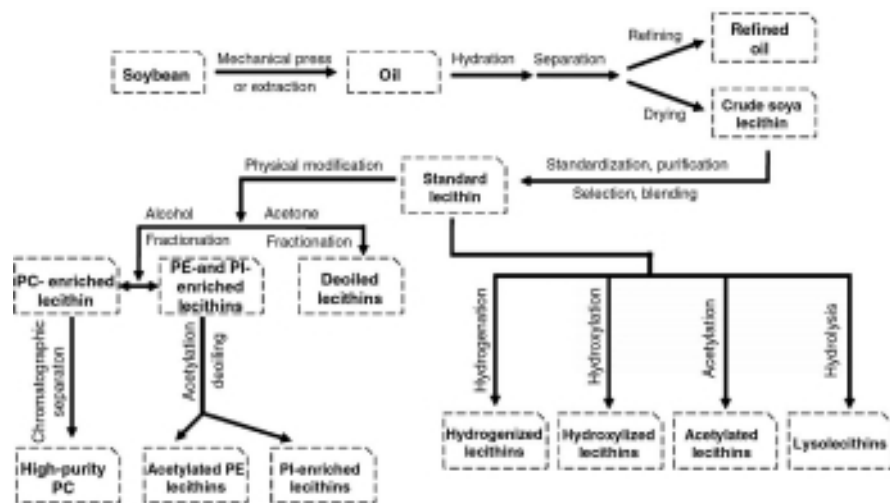 Soybean
Mechanical press
or extraction
Oil
Hydration
Separation
Refining
Refined
oil
Drying
Crude soya
lecithin
Standardization, purification
Selection, blending
Standard
lecithin
Physical modification
Alcohol
Fractionation
Acetone
Fractionation
PC- enriched
lecithin
PE-and PI-
enriched
lecithins
Deoiled
lecithins
Chromalographic
separaton
Acetylation
deoiling
High-purity
PC
Acetylated PE
lecithins
PI-enriched
lecithins
Hydrogenation
Hydroxylation
Acetylation
Hydrolysis
Hydrogenized
lecithins
Hydroxylized
lecithins
Acetylated
lecithins
Lysolecithins